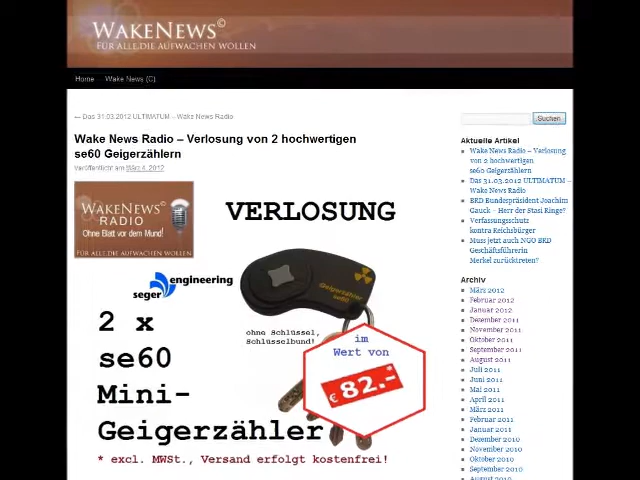 WAKENEWS©
FÜR ALLE,DIE AUFWACHEN WOLLEN
Home Wake News (C)
← Das 31.03.2012 ULTIMATUM – Wake News Radio
Wake News Radio – Verlosung von 2 hochwertigen
se60 Geigerzählern
Veröffentlicht am März 4, 2012
WAKENEWS©
RADIO
Ohne Blatt vor dem Mund!
FÜR ALLE,DIE AUFWACHEN WOLLEN
VERLOSUNG
seger engineering
Geigerzähler
se60
ohne Schlüssel,
Schlüsselbund!
2 x
se60
Mini-
Geigerzähler
im
Wert von
€ 82.-*
* excl. MWSt., Versand erfolgt kostenfrei!
Suchen
Aktuelle Artikel
Wake News Radio – Verlosung
von 2 hochwertigen
se60 Geigerzählern
Das 31.03.2012 ULTIMATUM –
Wake News Radio
BRD Bundespräsident Joachim
Gauck – Herr der Stasi Ringe?
Verfassungsschutz
kontra Reichsbürger
Muss jetzt auch NGO BRD
Geschäftsführerin
Merkel zurücktreten?
Archiv
März 2012
Februar 2012
Januar 2012
Dezember 2011
November 2011
Oktober 2011
September 2011
August 2011
Juli 2011
Juni 2011
Mai 2011
April 2011
März 2011
Februar 2011
Januar 2011
Dezember 2010
November 2010
Oktober 2010
September 2010
August 2010